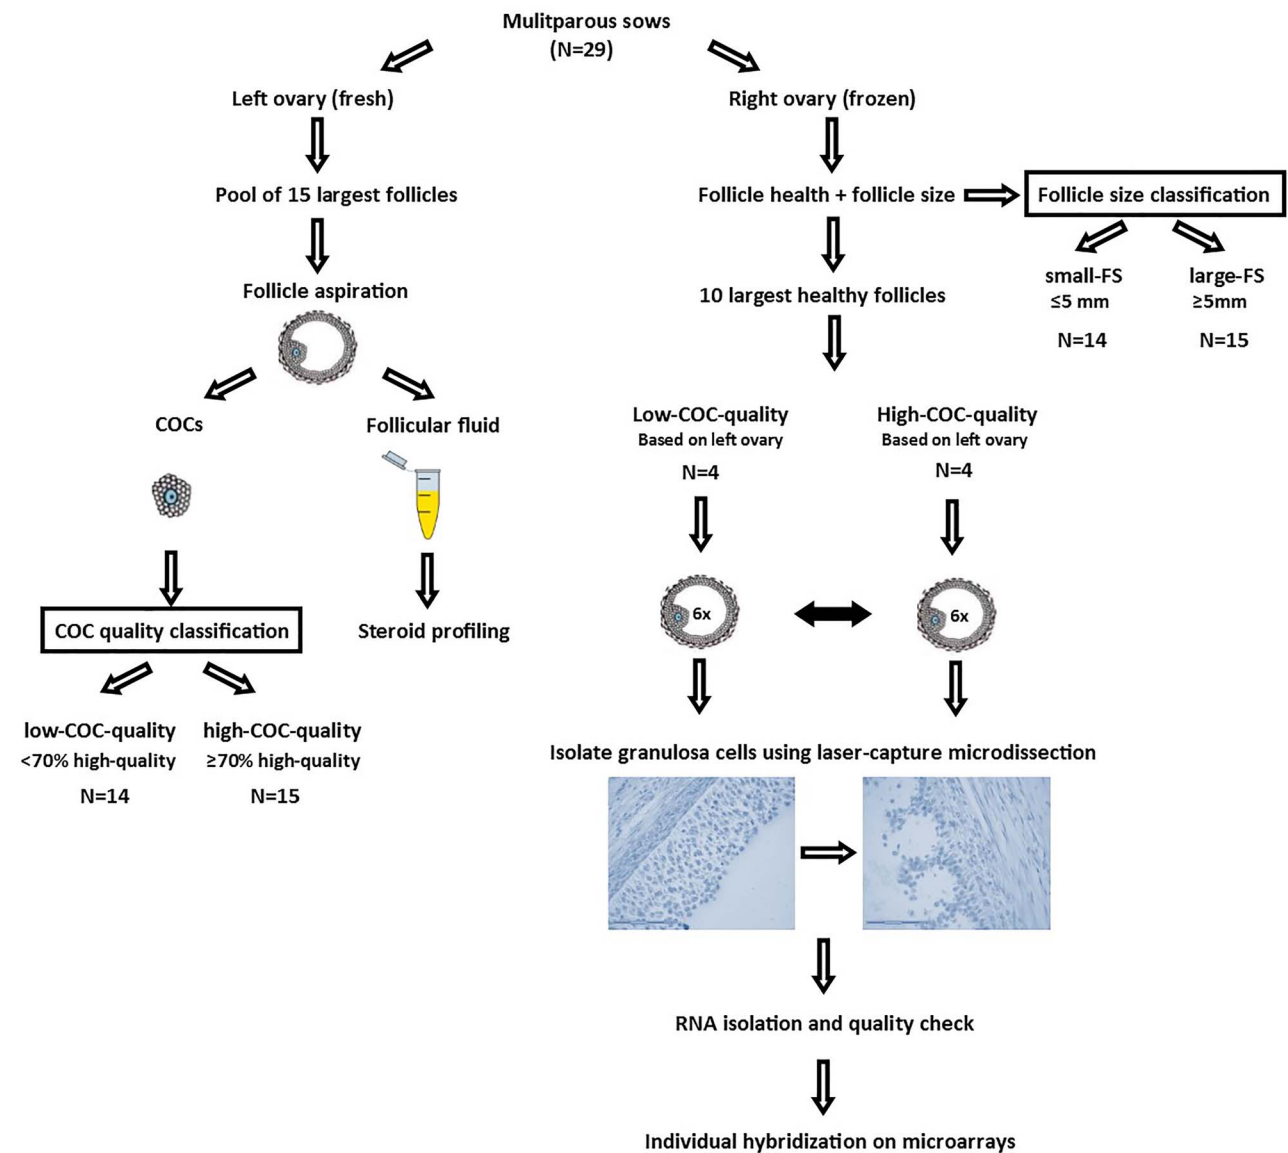 Mulitparous sows
(N=29)
Left ovary (fresh)
Pool of 15 largest follicles
Follicle aspiration
COCs
Follicular fluid
COC quality classification
Steroid profiling
low-COC-quality
<70% high-quality
N=14
high-COC-quality
≥70% high-quality
N=15
Right ovary (frozen)
Follicle health + follicle size
Follicle size classification
small-FS
≤5 mm
N=14
large-FS
≥5mm
N=15
10 largest healthy follicles
Low-COC-quality
Based on left ovary
N=4
High-COC-quality
Based on left ovary
N=4
6x
6x
Isolate granulosa cells using laser-capture microdissection
RNA isolation and quality check
Individual hybridization on microarrays